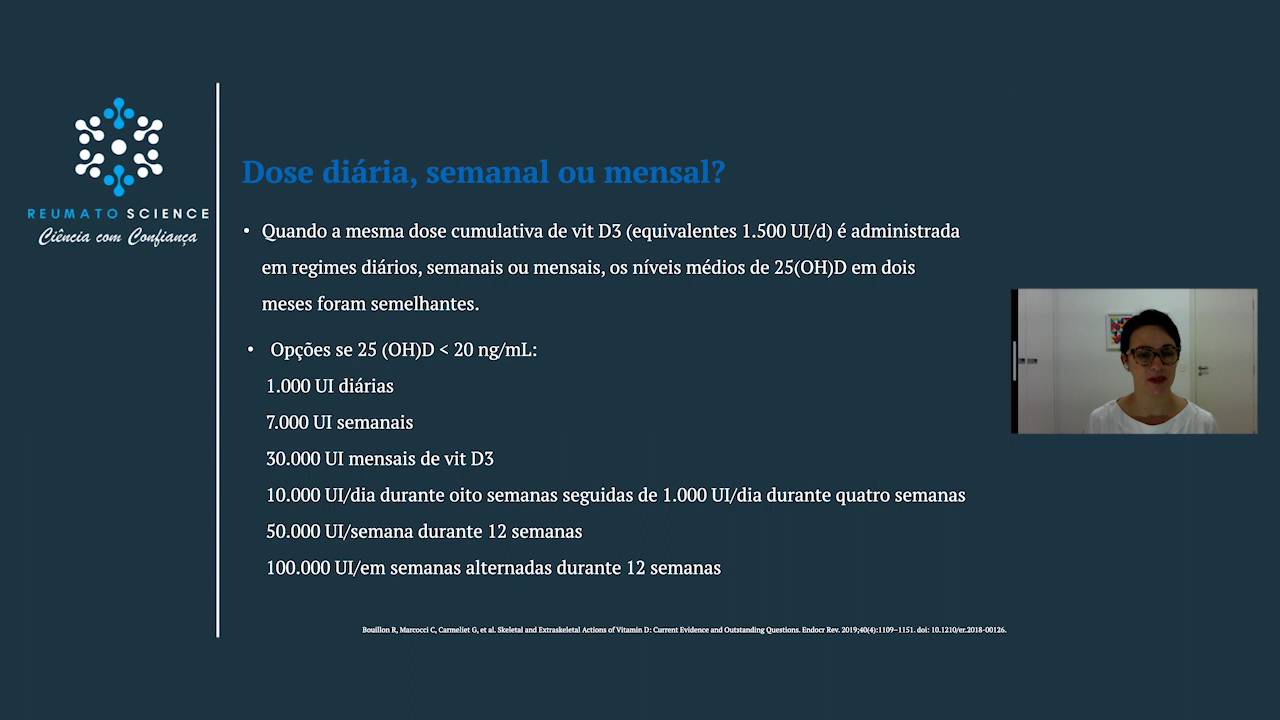 REUMATO SCIENCE
Ciência com Confiança
Dose diária, semanal ou mensal?
• Quando a mesma dose cumulativa de vit D3 (equivalentes 1.500 UI/d) é administrada
em regimes diários, semanais ou mensais, os níveis médios de 25(OH)D em dois
meses foram semelhantes.
• Opções se 25 (OH)D < 20 ng/mL:
1.000 UI diárias
7.000 UI semanais
30.000 UI mensais de vit D3
10.000 UI/dia durante oito semanas seguidas de 1.000 UI/dia durante quatro semanas
50.000 UI/semana durante 12 semanas
100.000 UI/em semanas alternadas durante 12 semanas
Bouillon R, Marcocci C, Carmeliet G, et al. Skeletal and Extraskeletal Actions of Vitamin D: Current Evidence and Outstanding Questions. Endocr Rev. 2019;40(4):1109–1151. doi: 10.1210/er.2018-00126.